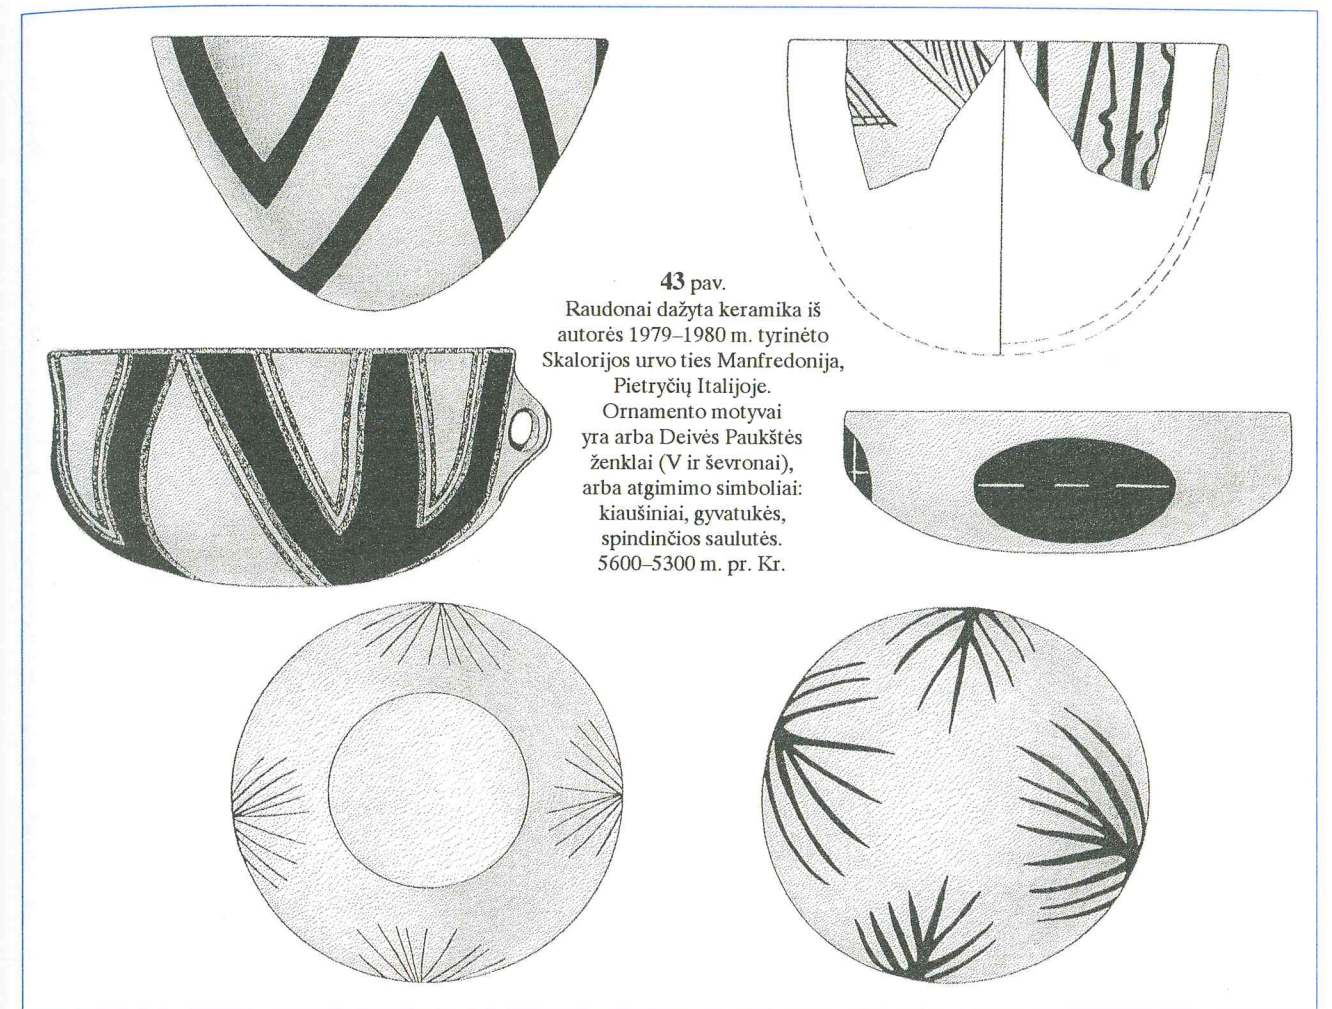 43 pav.
Raudonai dažyta keramika iš
autorės 1979–1980 m. tyrinėto
Skalorijos urvo ties Manfredonija,
Pietryčių Italijoje.
Ornamento motyvai
yra arba Deivės Paukštės
ženklai (V ir ševronai),
arba atgimimo simboliai:
kiaušiniai, gyvatukės,
spindinčios saulutės.
5600–5300 m. pr. Kr.